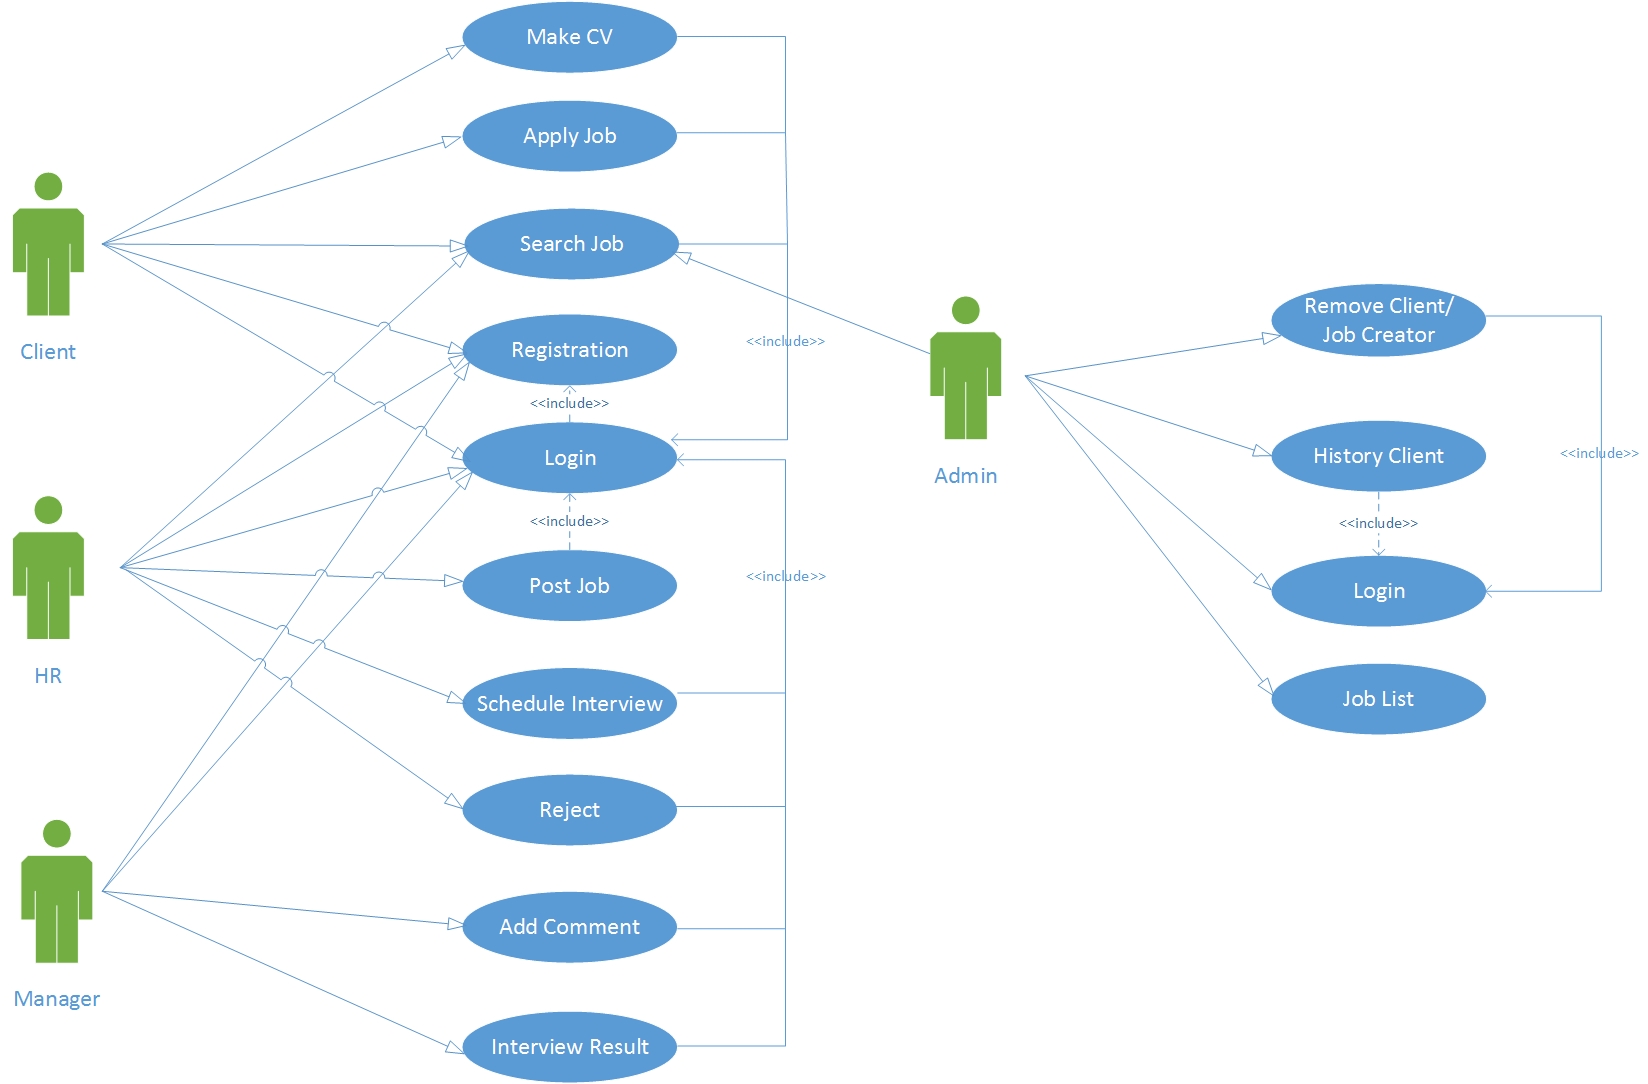 Make CV
Apply Job
Search Job
Registration
<<include>>
<<include>>
Login
<<include>>
Post Job
<<include>>
Schedule Interview
Reject
Add Comment
Interview Result
Client
HR
Manager
Admin
Remove Client/
Job Creator
History Client
<<include>>
<<include>>
Login
Job List